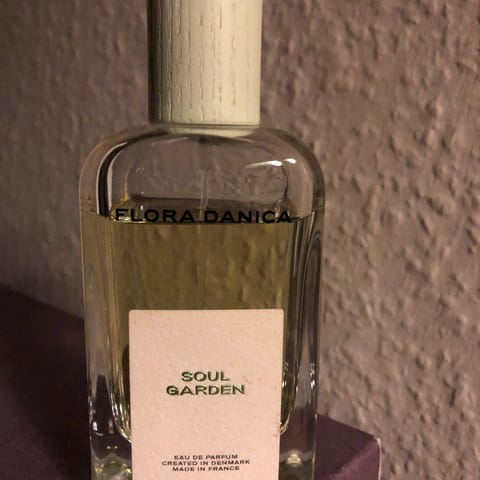 FLORA DANICA
SOUL
GARDEN
EAU DE PARFUM
CREATED IN DENMARK
MADE IN FRANCE